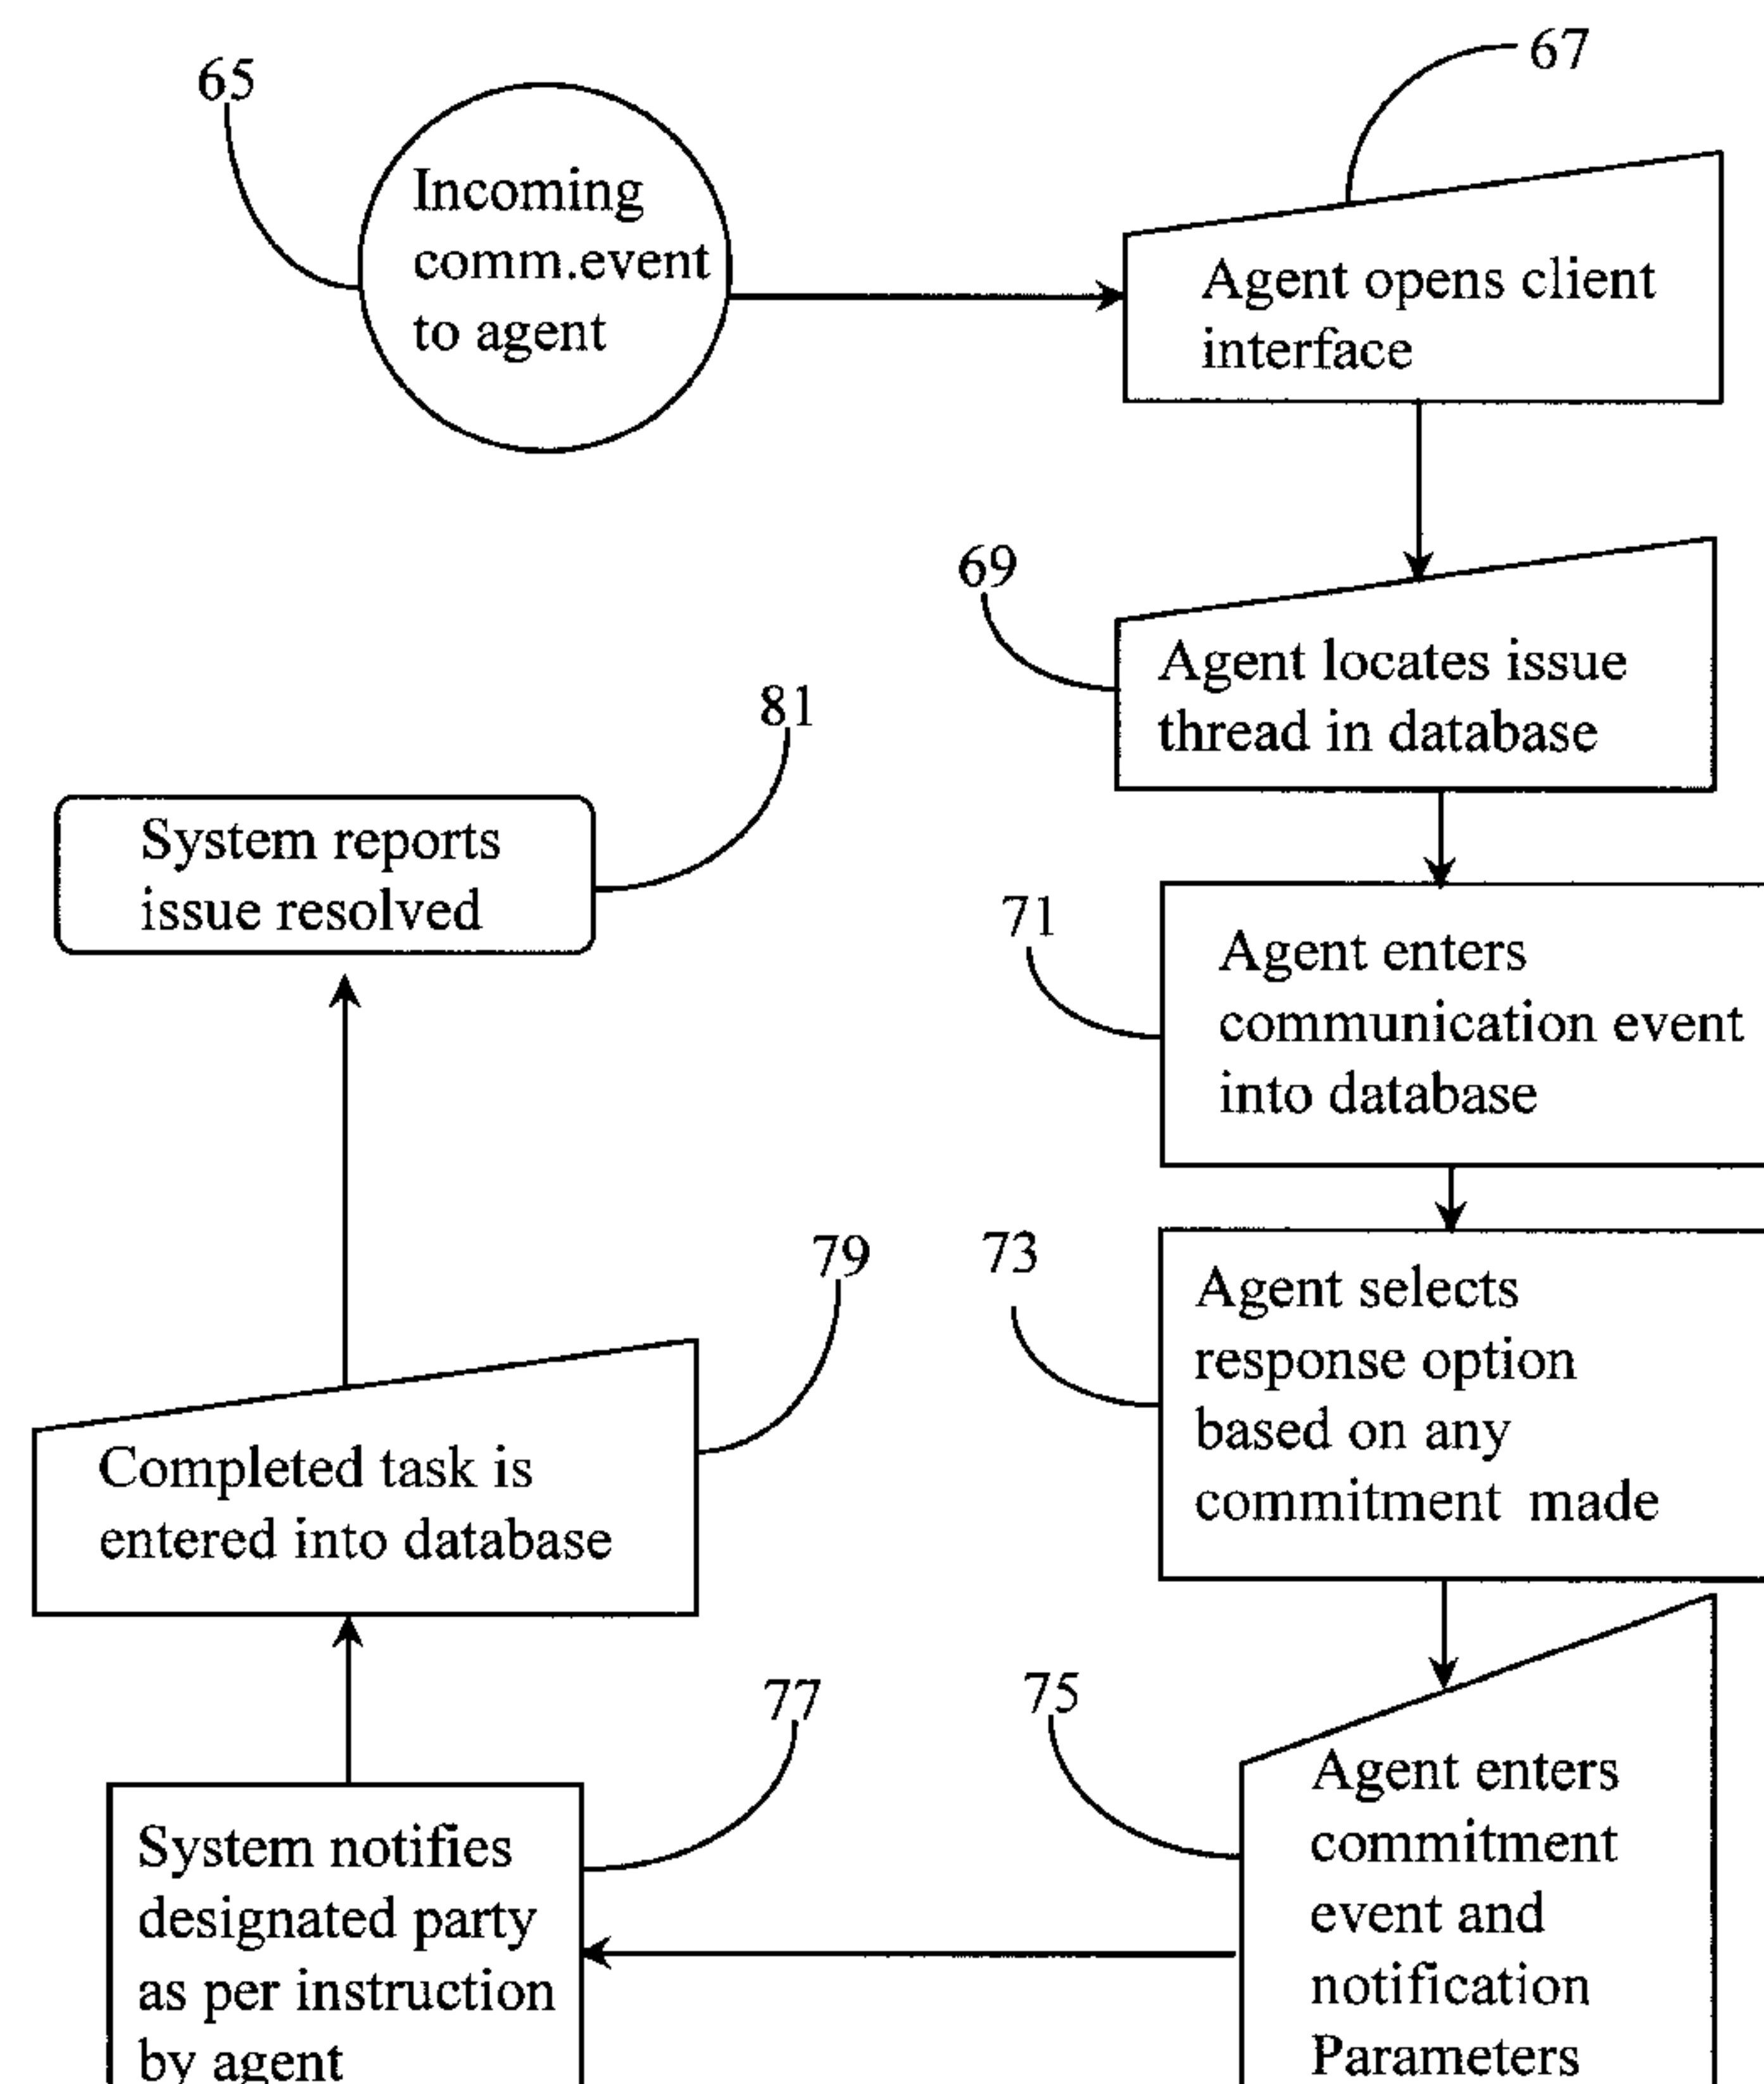 65
Incoming
comm.event
to agent
67
Agent opens client
interface
69
Agent locates issue
thread in database
71
Agent enters
communication event
into database
73
Agent selects
response option
based on any
commitment made
75
Agent enters
commitment
event and
notification
Parameters
77
System notifies
designated party
as per instruction
by agent
79
Completed task is
entered into database
81
System reports
issue resolved